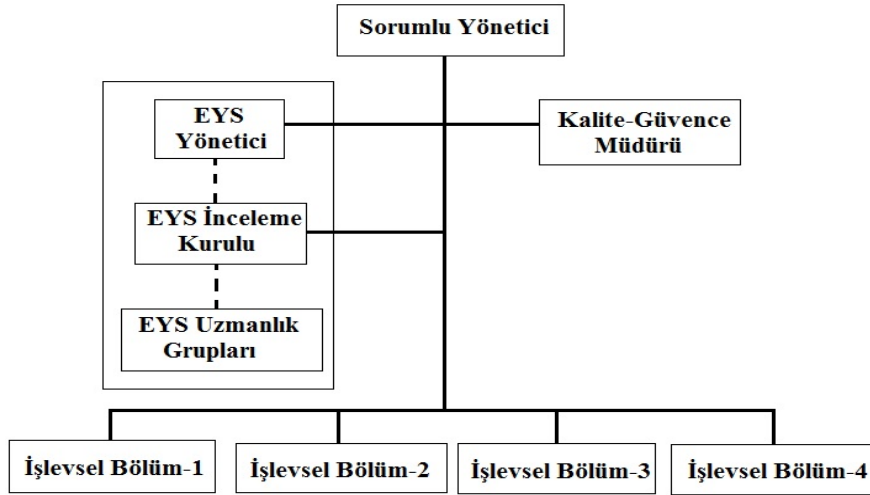 Sorumlu Yönetici
EYS
Yönetici
Kalite-Güvence
Müdürü
EYS İnceleme
Kurulu
EYS Uzmanlık
Grupları
İşlevsel Bölüm-1
İşlevsel Bölüm-2
İşlevsel Bölüm-3
İşlevsel Bölüm-4